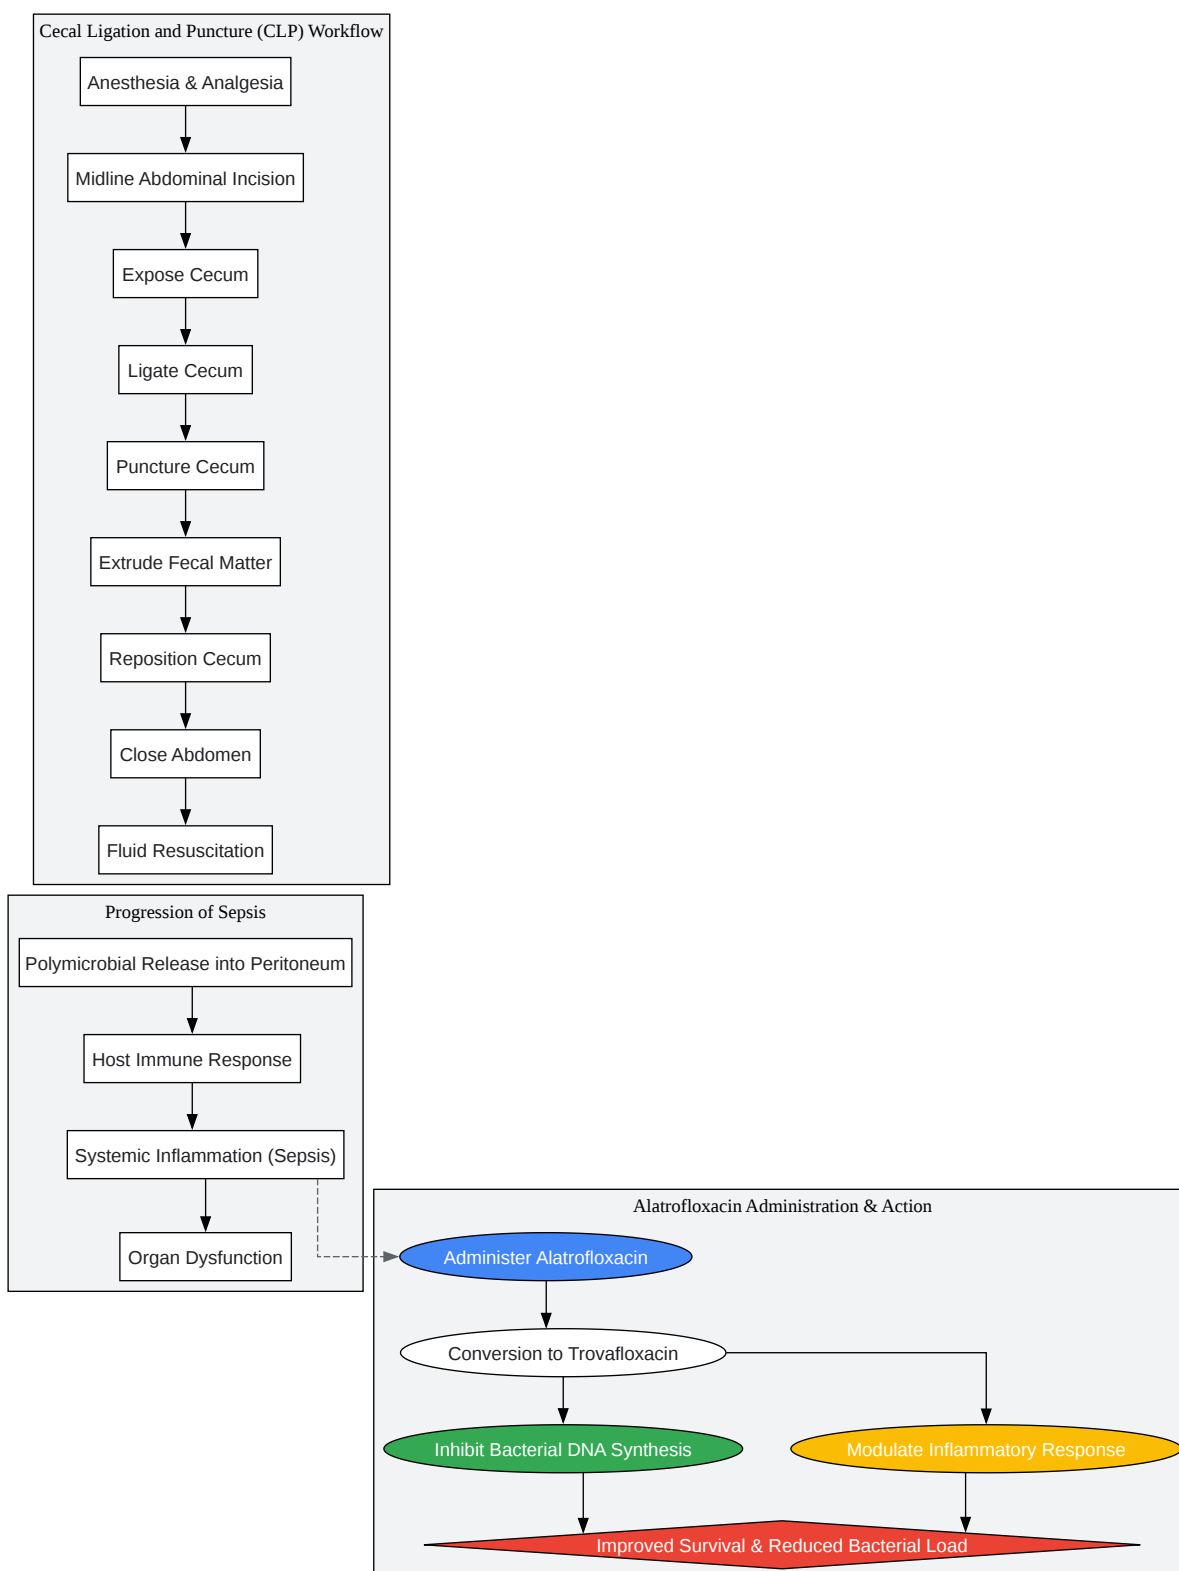 Cecal Ligation and Puncture (CLP) Workflow
Anesthesia & Analgesia
Midline Abdominal Incision
Expose Cecum
Ligate Cecum
Puncture Cecum
Extrude Fecal Matter
Reposition Cecum
Close Abdomen
Fluid Resuscitation
Progression of Sepsis
Polymicrobial Release into Peritoneum
Host Immune Response
Systemic Inflammation (Sepsis)
Organ Dysfunction
Alatrofloxacin Administration & Action
Administer Alatrofloxacin
Conversion to Trovafloxacin
Inhibit Bacterial DNA Synthesis
Modulate Inflammatory Response
Improved Survival & Reduced Bacterial Load